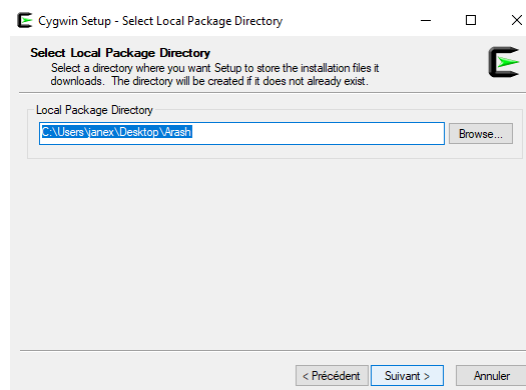 Cygwin Setup - Select Local Package Directory
Select Local Package Directory
Select a directory where you want Setup to store the installation files it
downloads. The directory will be created if it does not already exist.
Local Package Directory
C:\Users\janex\Desktop\Arash
Browse...
< Précédent
Suivant >
Annuler